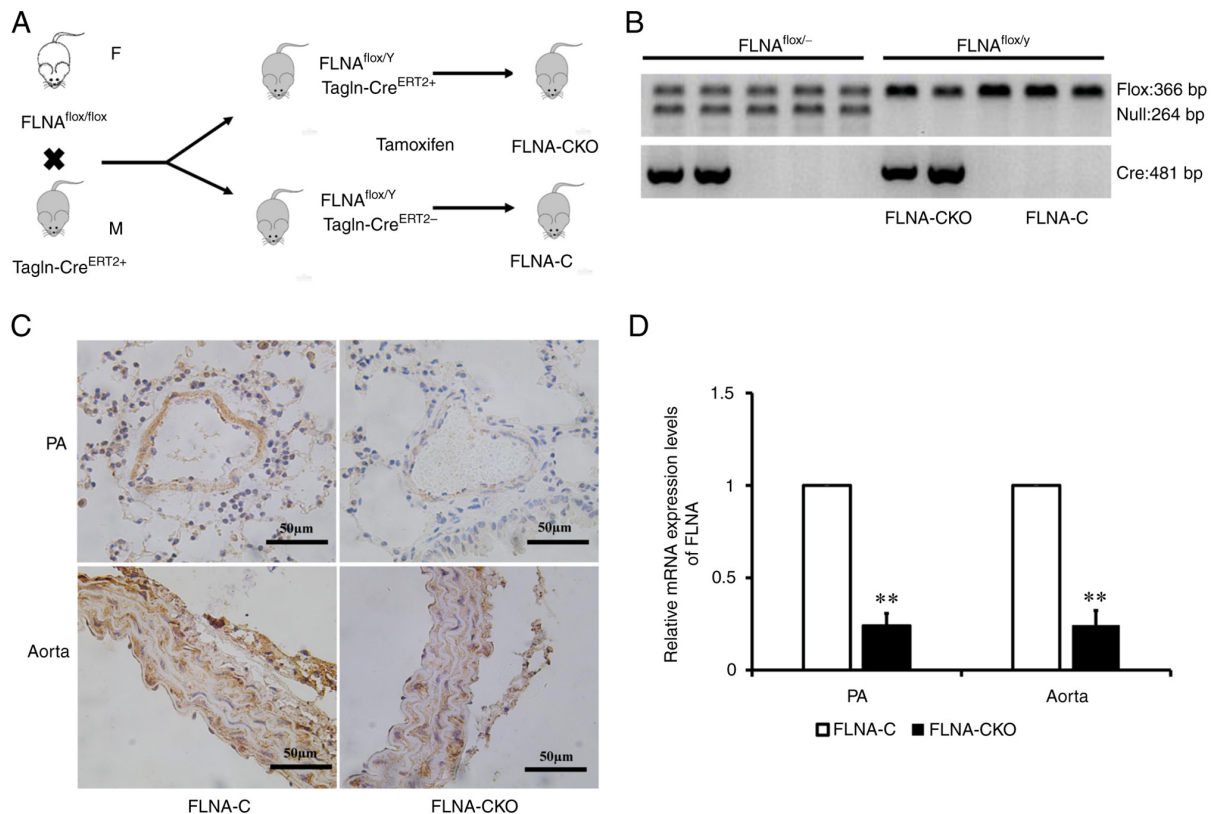 A
F
FLNA^flox/flox
M
Tagln-Cre^ERT2+
FLNA^flox/Y
Tagln-Cre^ERT2+
Tamoxifen
FLNA-CKO
FLNA^flox/Y
Tagln-Cre^ERT2–
FLNA-C
B
FLNA^flox/–
FLNA^flox/y
Flox:366 bp
Null:264 bp
Cre:481 bp
FLNA-CKO
FLNA-C
C
PA
50µm
50µm
Aorta
50µm
50µm
FLNA-C
FLNA-CKO
D
Relative mRNA expression levels
of FLNA
1.5
1
0.5
0
**
**
PA
Aorta
FLNA-C
FLNA-CKO